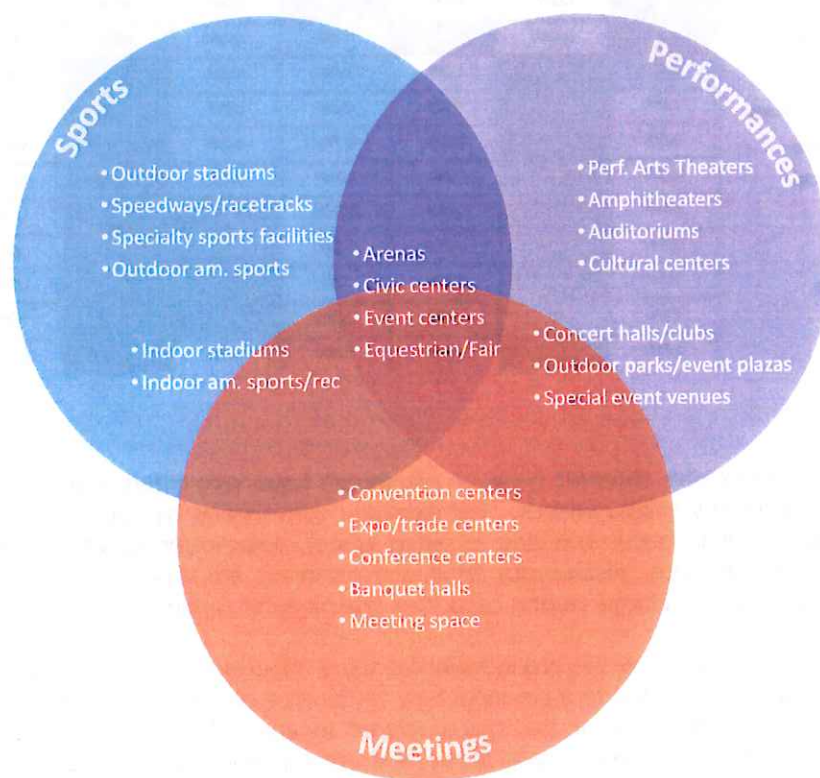 Sports
Performances
• Outdoor stadiums
• Speedways/racetracks
• Specialty sports facilities
• Outdoor am. sports
• Perf. Arts Theaters
• Amphitheaters
• Auditoriums
• Cultural centers
• Arenas
• Civic centers
• Event centers
• Equestrian/Fair
• Indoor stadiums
• Indoor am. sports/rec
• Concert halls/clubs
• Outdoor parks/event plazas
• Special event venues
• Convention centers
• Expo/trade centers
• Conference centers
• Banquet halls
• Meeting space
Meetings